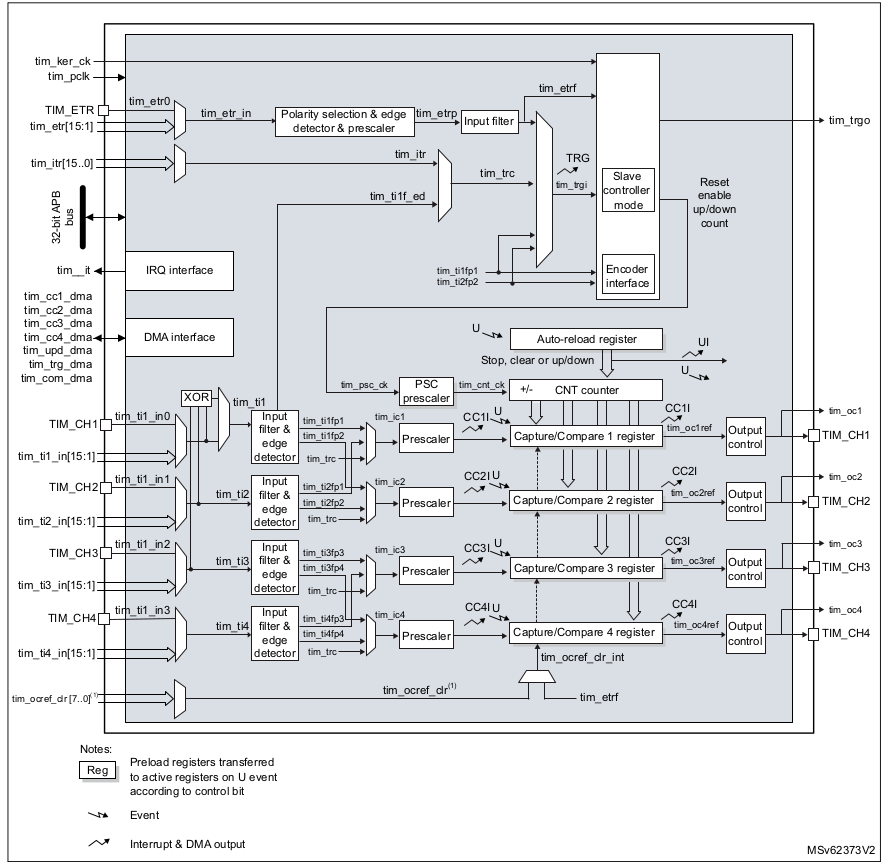 tim_ker_ck
tim_pclk
TIM_ETR
tim_etr0
tim_etr[15:1]
tim_etr_in
Polarity selection & edge
detector & prescaler
tim_etrp
Input filter
tim_etrf
tim_trgo
tim_itr[15..0]
tim_itr
tim_trc
tim_ti1f_ed
TRG
tim_trgi
Slave
controller
mode
Reset
enable
up/down
count
32-bit APB
bus
tim_ti1fp1
tim_ti2fp2
Encoder
interface
tim__it
IRQ interface
tim_cc1_dma
tim_cc2_dma
tim_cc3_dma
tim_cc4_dma
tim_upd_dma
tim_trg_dma
tim_com_dma
DMA interface
U
Auto-reload register
UI
Stop, clear or up/down
U
tim_psc_ck
PSC
prescaler
tim_cnt_ck
+/-
CNT counter
XOR
tim_ti1
TIM_CH1
tim_ti1_in0
tim_ti1_in[15:1]
Input
filter &
edge
detector
tim_ti1fp1
tim_ti1fp2
tim_trc
tim_ic1
Prescaler
CC1I
U
Capture/Compare 1 register
CC1I
tim_oc1ref
Output
control
tim_oc1
TIM_CH1
TIM_CH2
tim_ti1_in1
tim_ti2_in[15:1]
tim_ti2
Input
filter &
edge
detector
tim_ti2fp1
tim_ti2fp2
tim_trc
tim_ic2
Prescaler
CC2I
U
Capture/Compare 2 register
CC2I
tim_oc2ref
Output
control
tim_oc2
TIM_CH2
TIM_CH3
tim_ti1_in2
tim_ti3_in[15:1]
tim_ti3
Input
filter &
edge
detector
tim_ti3fp3
tim_ti3fp4
tim_trc
tim_ic3
Prescaler
CC3I
U
Capture/Compare 3 register
CC3I
tim_oc3ref
Output
control
tim_oc3
TIM_CH3
TIM_CH4
tim_ti1_in3
tim_ti4_in[15:1]
tim_ti4
Input
filter &
edge
detector
tim_ti4fp3
tim_ti4fp4
tim_trc
tim_ic4
Prescaler
CC4I
U
Capture/Compare 4 register
CC4I
tim_oc4ref
Output
control
tim_oc4
TIM_CH4
tim_ocref_clr_int
tim_ocref_clr [7..0](1)
tim_ocref_clr(1)
tim_etrf
Notes:
Reg
Preload registers transferred
to active registers on U event
according to control bit
Event
Interrupt & DMA output
MSv62373V2